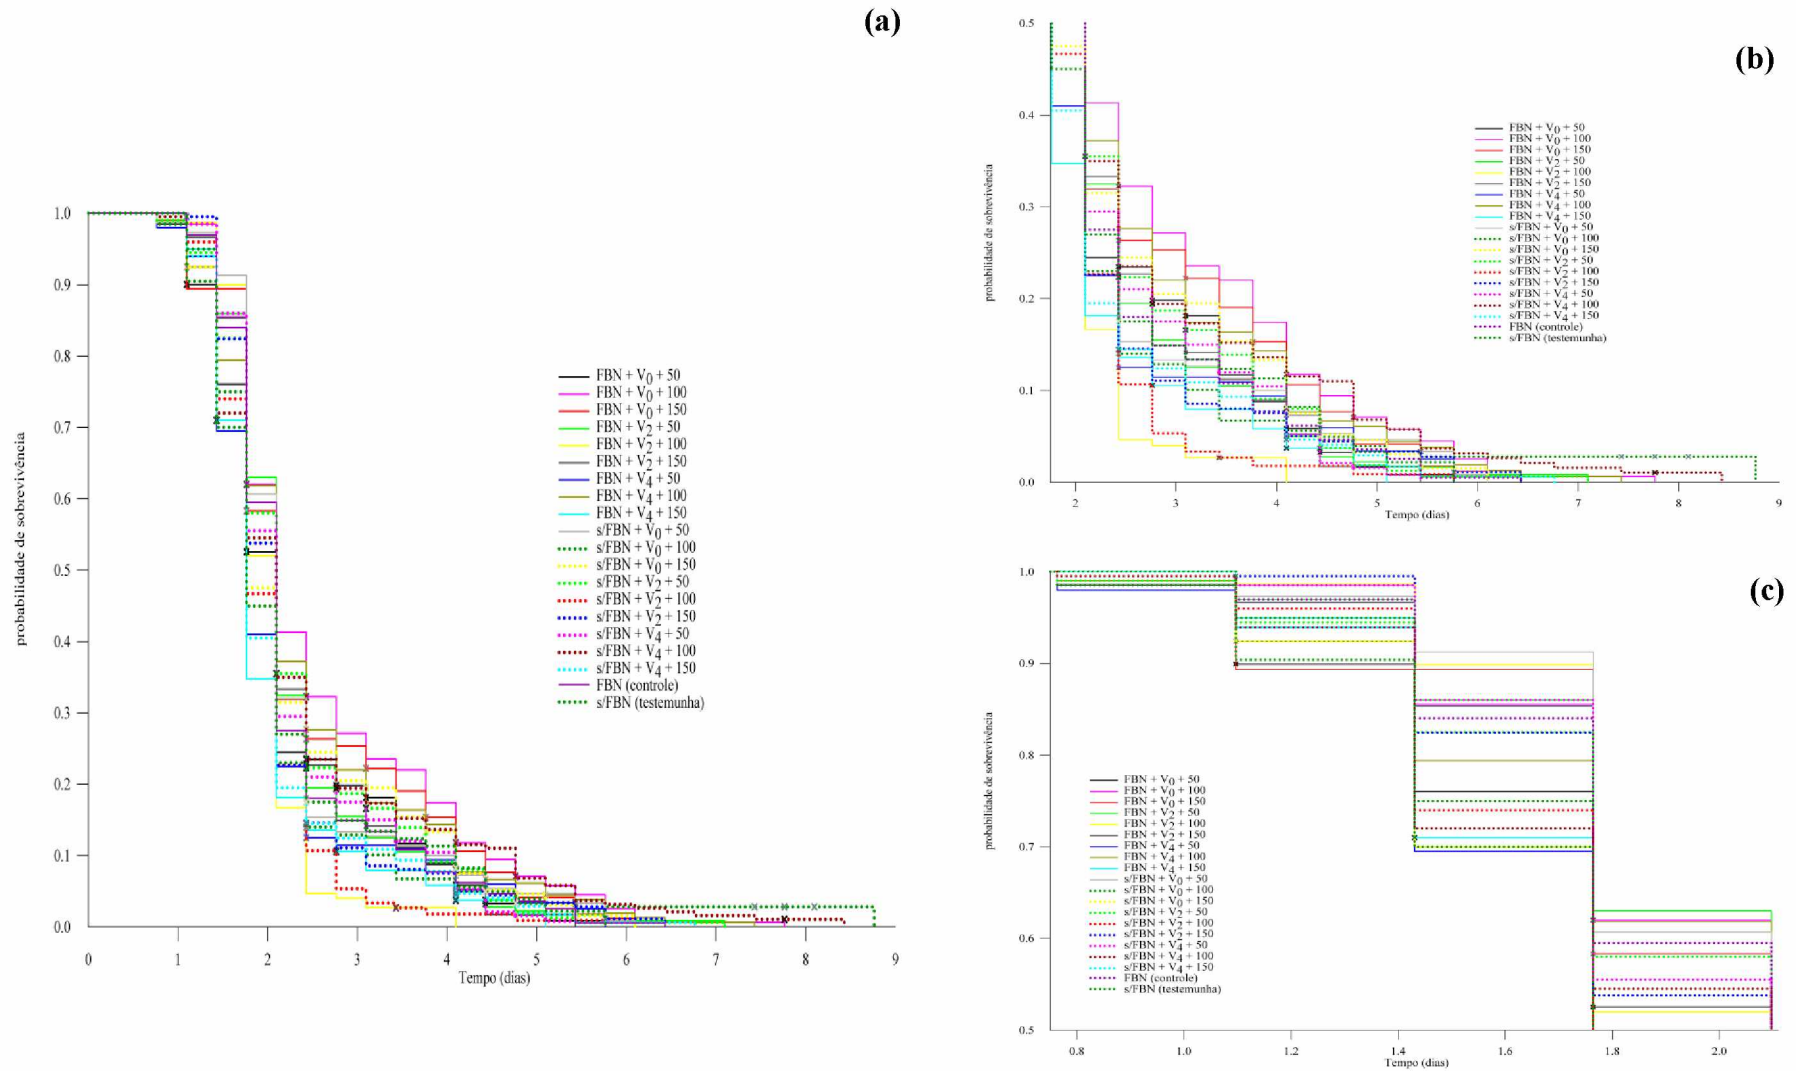 (a)
probabilidade de sobrevivência
1.0
0.9
0.8
0.7
0.6
0.5
0.4
0.3
0.2
0.1
0.0
0 1 2 3 4 5 6 7 8 9
Tempo (dias)
FBN + V0 + 50
FBN + V0 + 100
FBN + V0 + 150
FBN + V2 + 50
FBN + V2 + 100
FBN + V2 + 150
FBN + V4 + 50
FBN + V4 + 100
FBN + V4 + 150
s/FBN + V0 + 50
s/FBN + V0 + 100
s/FBN + V0 + 150
s/FBN + V2 + 50
s/FBN + V2 + 100
s/FBN + V2 + 150
s/FBN + V4 + 50
s/FBN + V4 + 100
s/FBN + V4 + 150
FBN (controle)
s/FBN (testemunha)
(b)
probabilidade de sobrevivência
0.5
0.4
0.3
0.2
0.1
0.0
2 3 4 5 6 7 8 9
Tempo (dias)
FBN + V0 + 50
FBN + V0 + 100
FBN + V0 + 150
FBN + V2 + 50
FBN + V2 + 100
FBN + V2 + 150
FBN + V4 + 50
FBN + V4 + 100
FBN + V4 + 150
s/FBN + V0 + 50
s/FBN + V0 + 100
s/FBN + V0 + 150
s/FBN + V2 + 50
s/FBN + V2 + 100
s/FBN + V2 + 150
s/FBN + V4 + 50
s/FBN + V4 + 100
s/FBN + V4 + 150
FBN (controle)
s/FBN (testemunha)
(c)
probabilidade de sobrevivência
1.0
0.9
0.8
0.7
0.6
0.5
0.8 1.0 1.2 1.4 1.6 1.8 2.0
Tempo (dias)
FBN + V0 + 50
FBN + V0 + 100
FBN + V0 + 150
FBN + V2 + 50
FBN + V2 + 100
FBN + V2 + 150
FBN + V4 + 50
FBN + V4 + 100
FBN + V4 + 150
s/FBN + V0 + 50
s/FBN + V0 + 100
s/FBN + V0 + 150
s/FBN + V2 + 50
s/FBN + V2 + 100
s/FBN + V2 + 150
s/FBN + V4 + 50
s/FBN + V4 + 100
s/FBN + V4 + 150
FBN (controle)
s/FBN (testemunha)